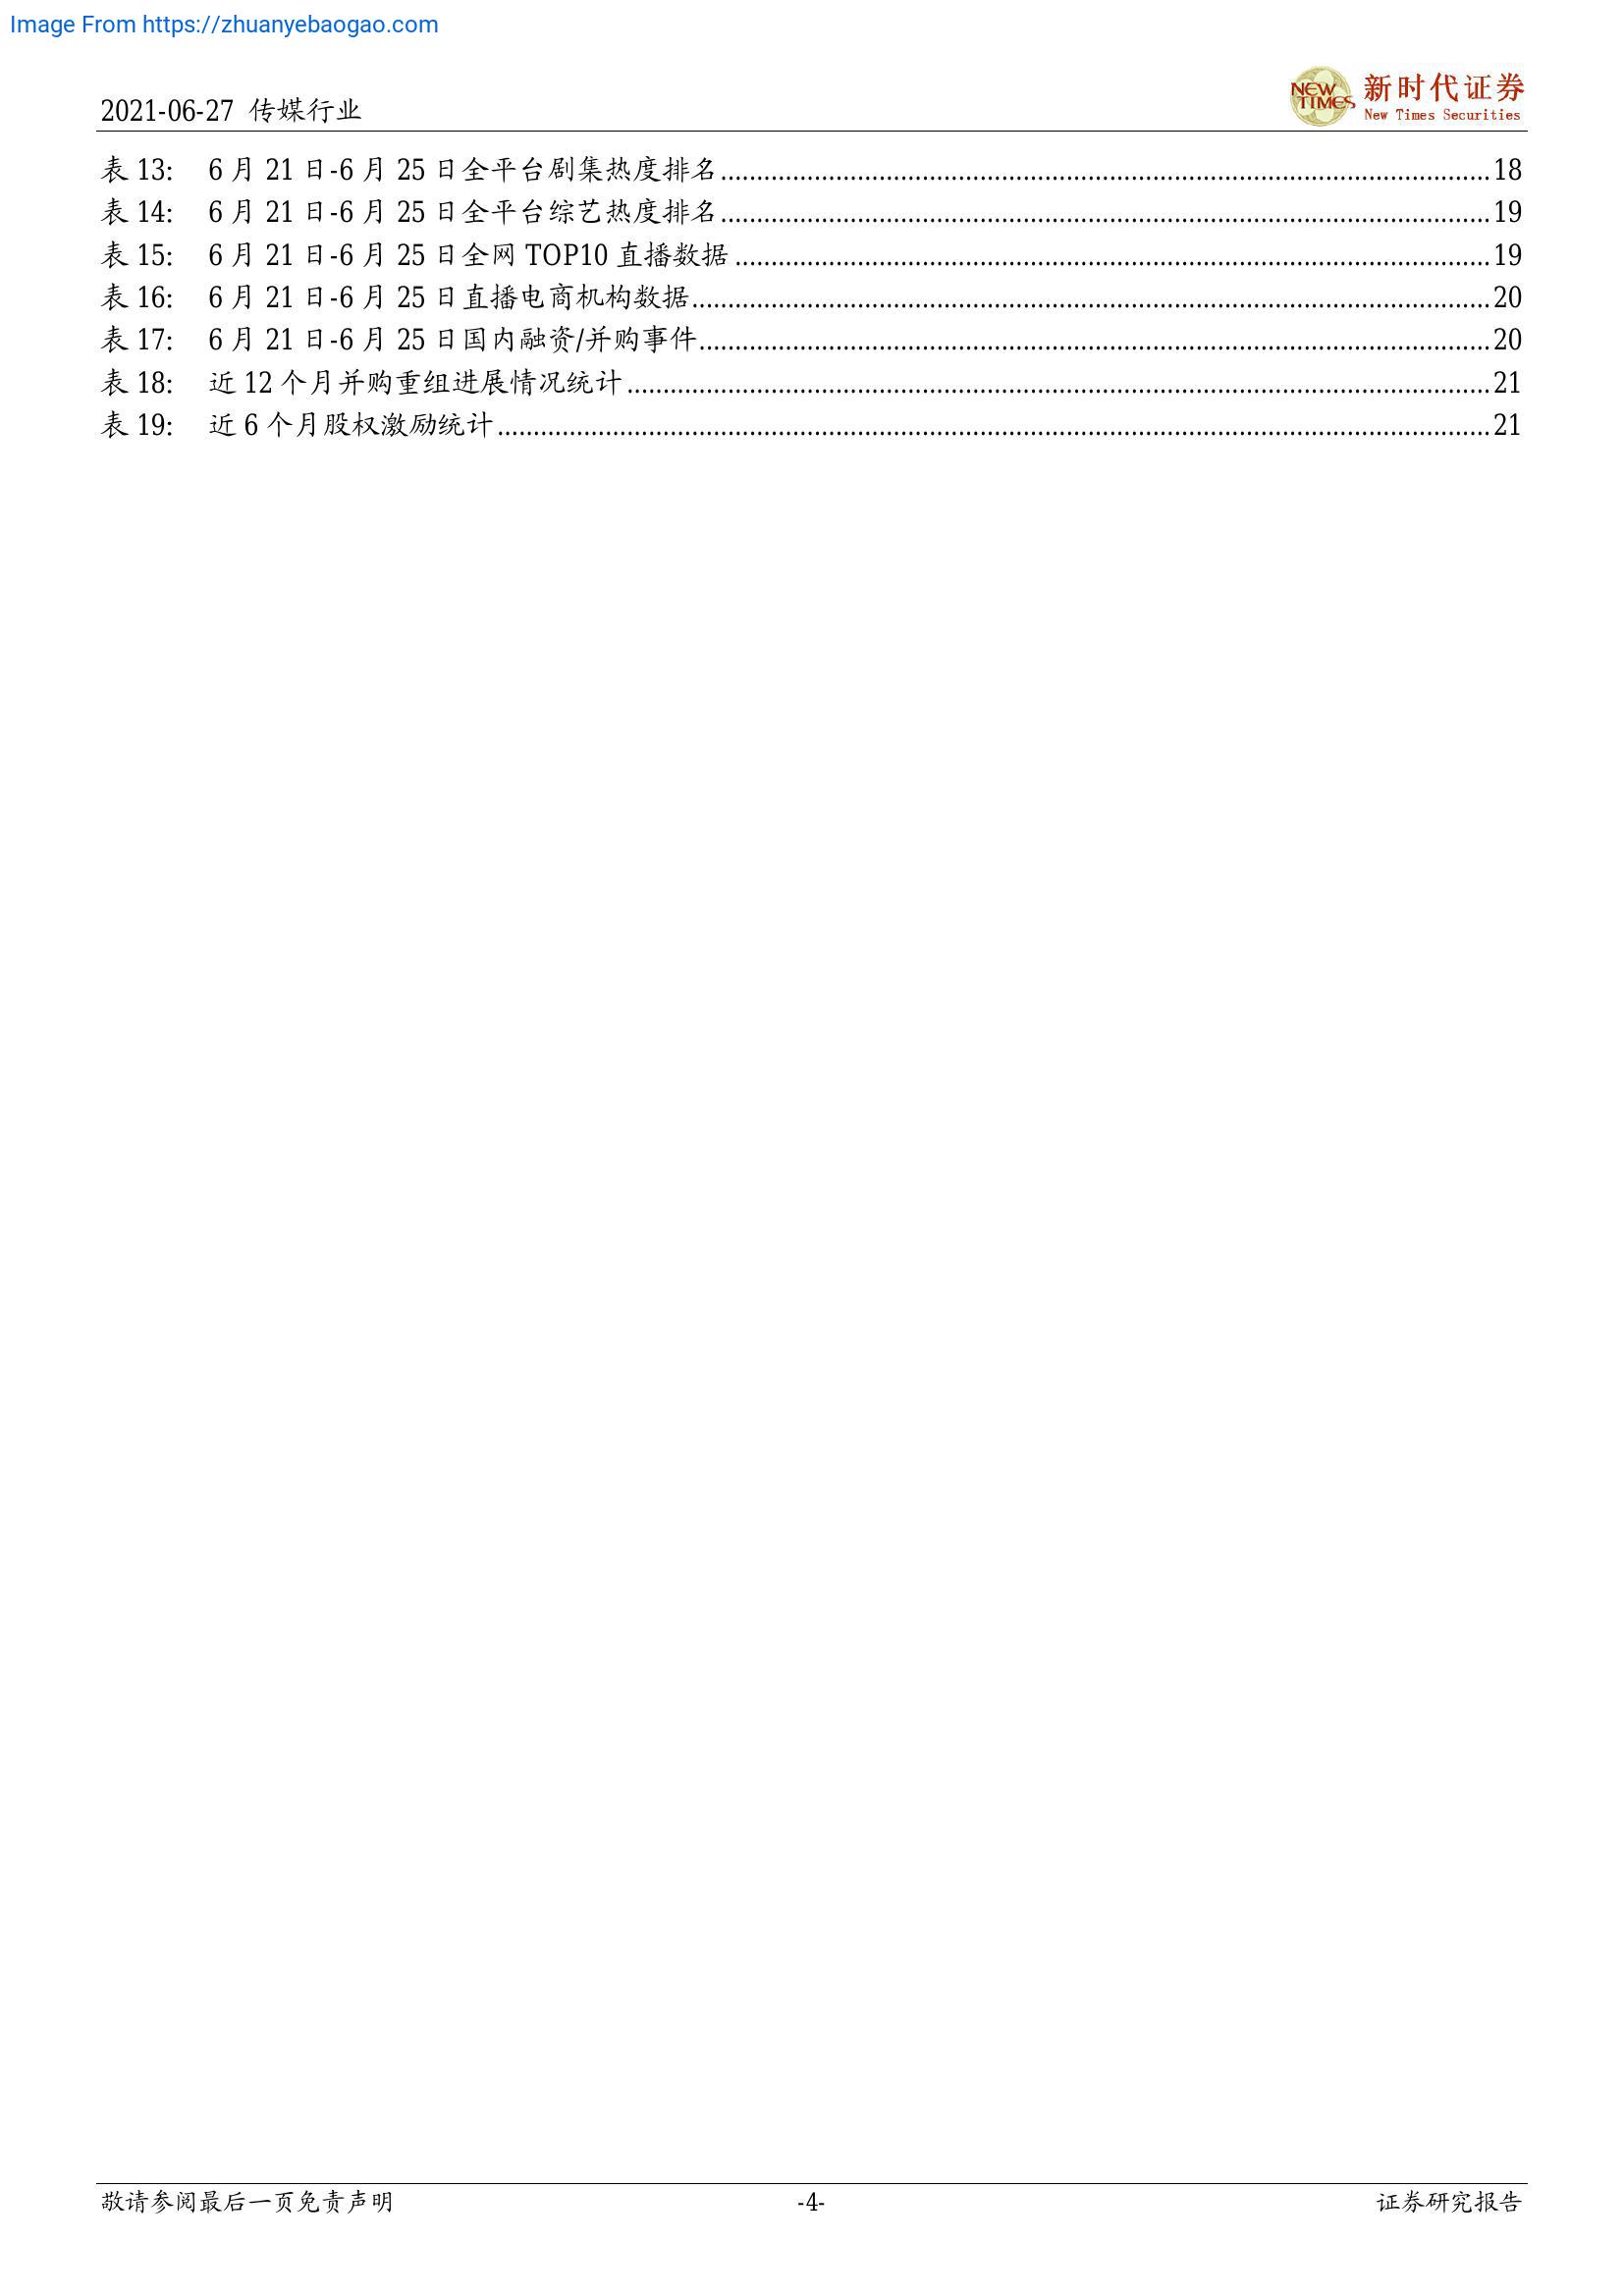 Image From https://zhuanyebaogao.com
2021-06-27 传媒行业
NEW TIMES
新时代证券
New Times Securities
表 13: 6 月 21 日-6 月 25 日全平台剧集热度排名 18
表 14: 6 月 21 日-6 月 25 日全平台综艺热度排名 19
表 15: 6 月 21 日-6 月 25 日全网 TOP10 直播数据 19
表 16: 6 月 21 日-6 月 25 日直播电商机构数据 20
表 17: 6 月 21 日-6 月 25 日国内融资/并购事件 20
表 18: 近 12 个月并购重组进展情况统计 21
表 19: 近 6 个月股权激励统计 21
敬请参阅最后一页免责声明 -4- 证券研究报告